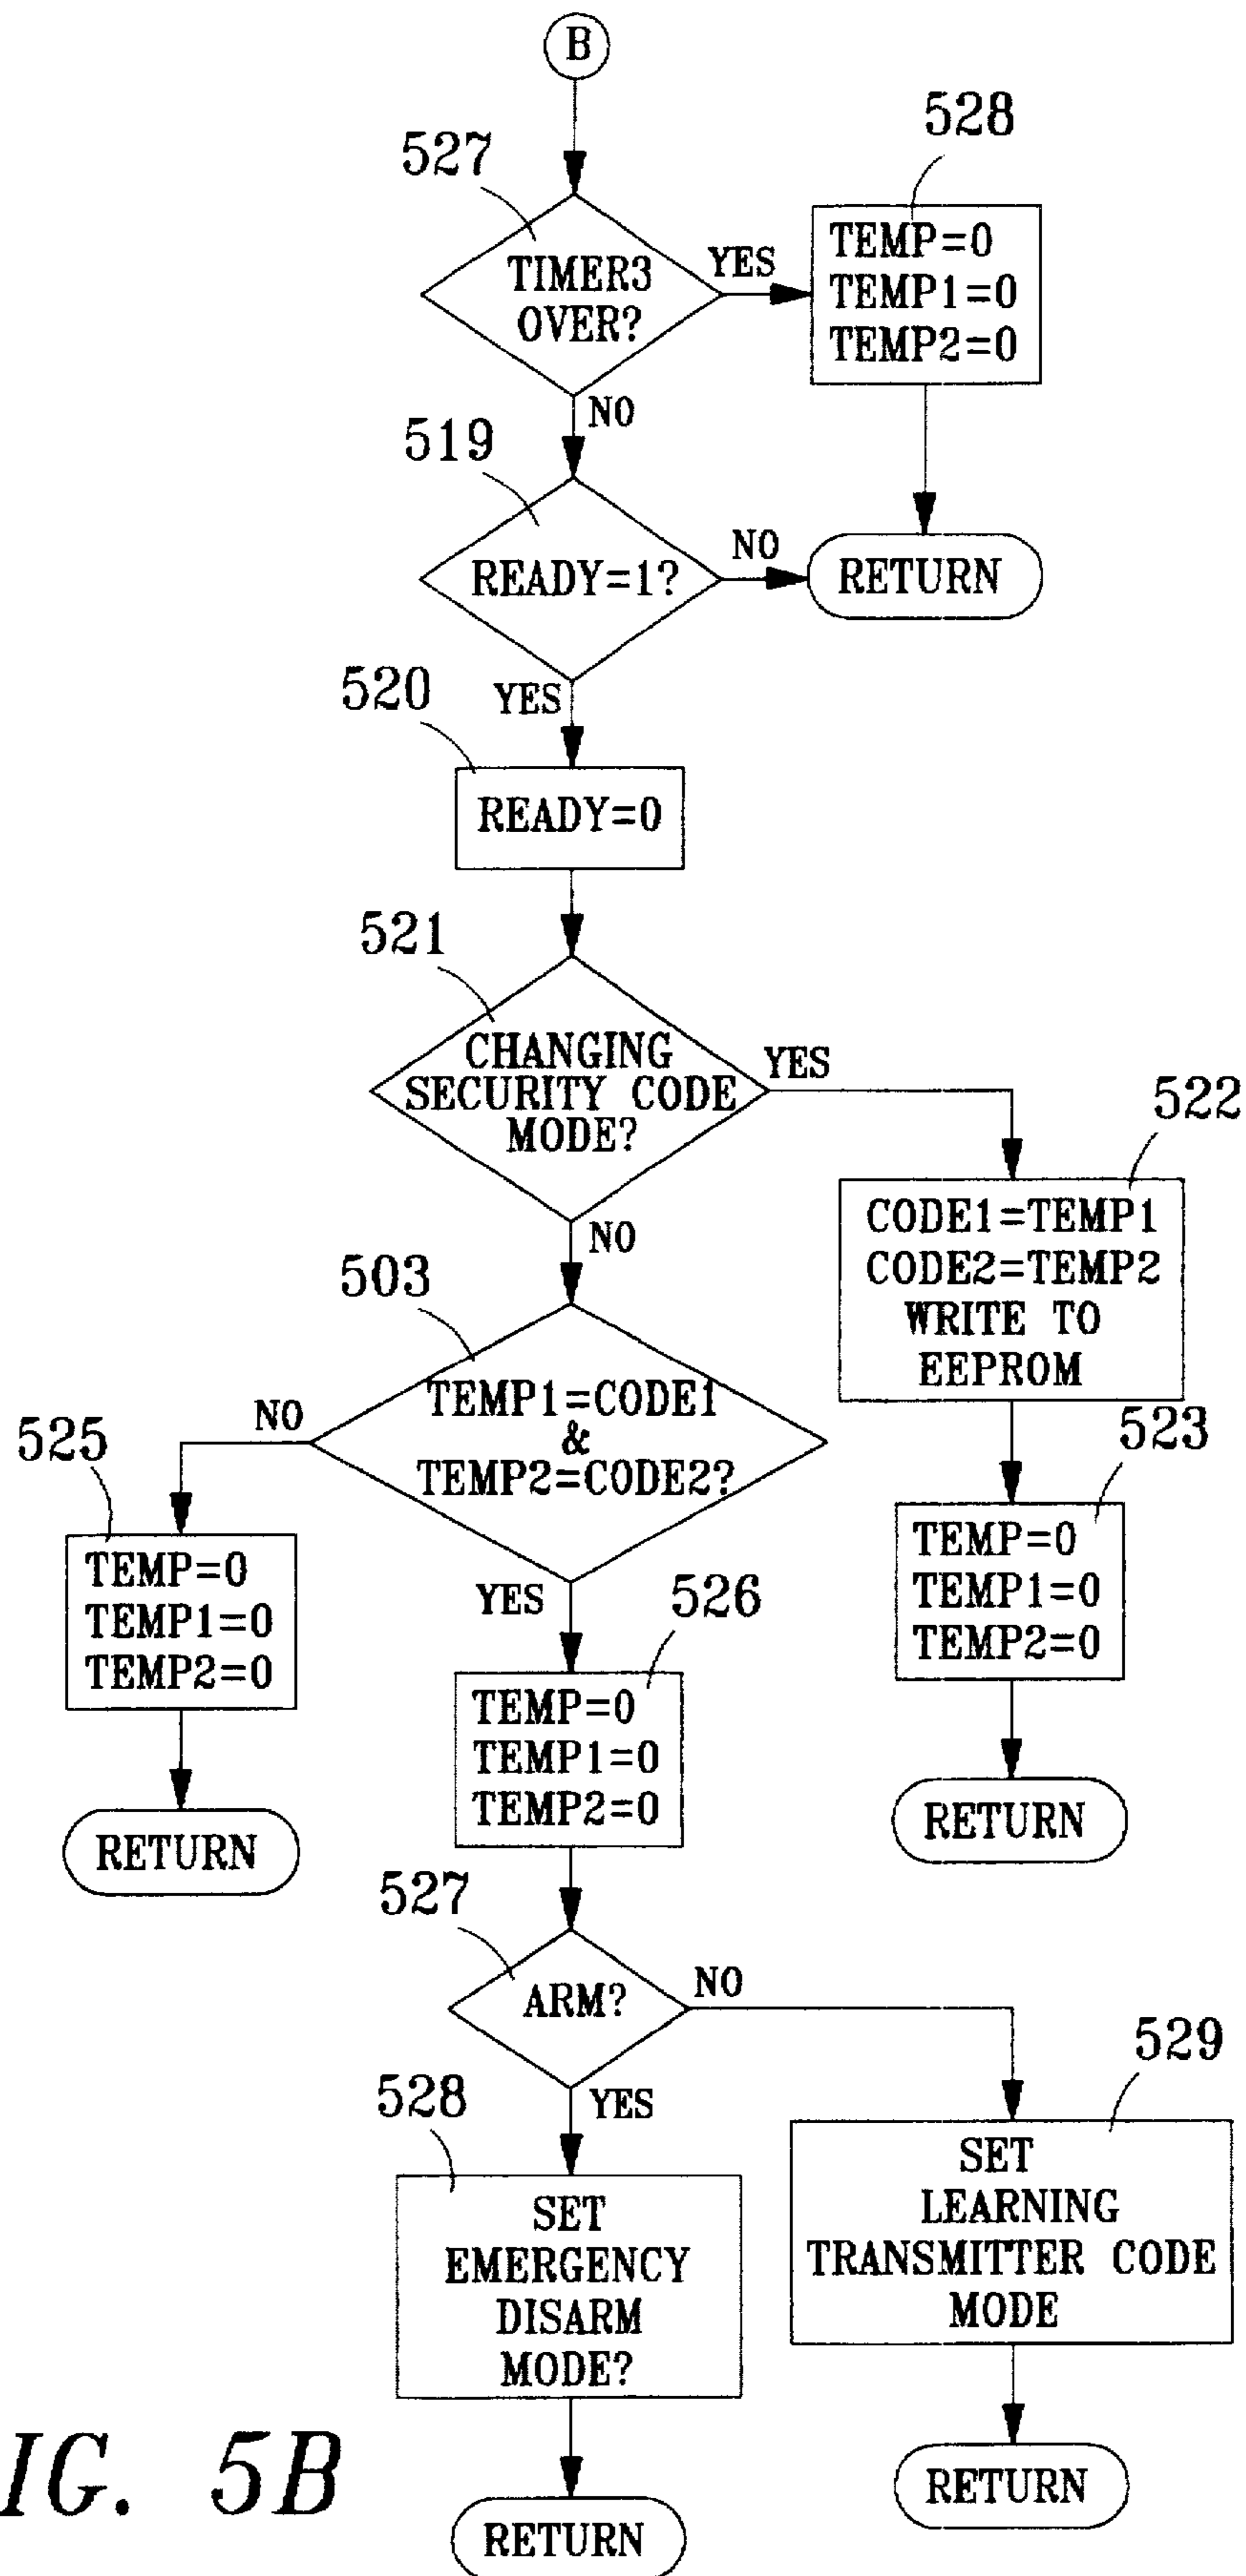 B
527
528
TIMER3
OVER?
YES
TEMP=0
TEMP1=0
TEMP2=0
NO
519
READY=1?
NO
RETURN
YES
520
READY=0
521
CHANGING
SECURITY CODE
MODE?
YES
522
CODE1=TEMP1
CODE2=TEMP2
WRITE TO
EEPROM
NO
503
TEMP1=CODE1
&
TEMP2=CODE2?
NO
525
TEMP=0
TEMP1=0
TEMP2=0
RETURN
523
TEMP=0
TEMP1=0
TEMP2=0
RETURN
YES
526
TEMP=0
TEMP1=0
TEMP2=0
527
ARM?
NO
529
SET
LEARNING
TRANSMITTER CODE
MODE
RETURN
YES
528
SET
EMERGENCY
DISARM
MODE?
RETURN
IG. 5B